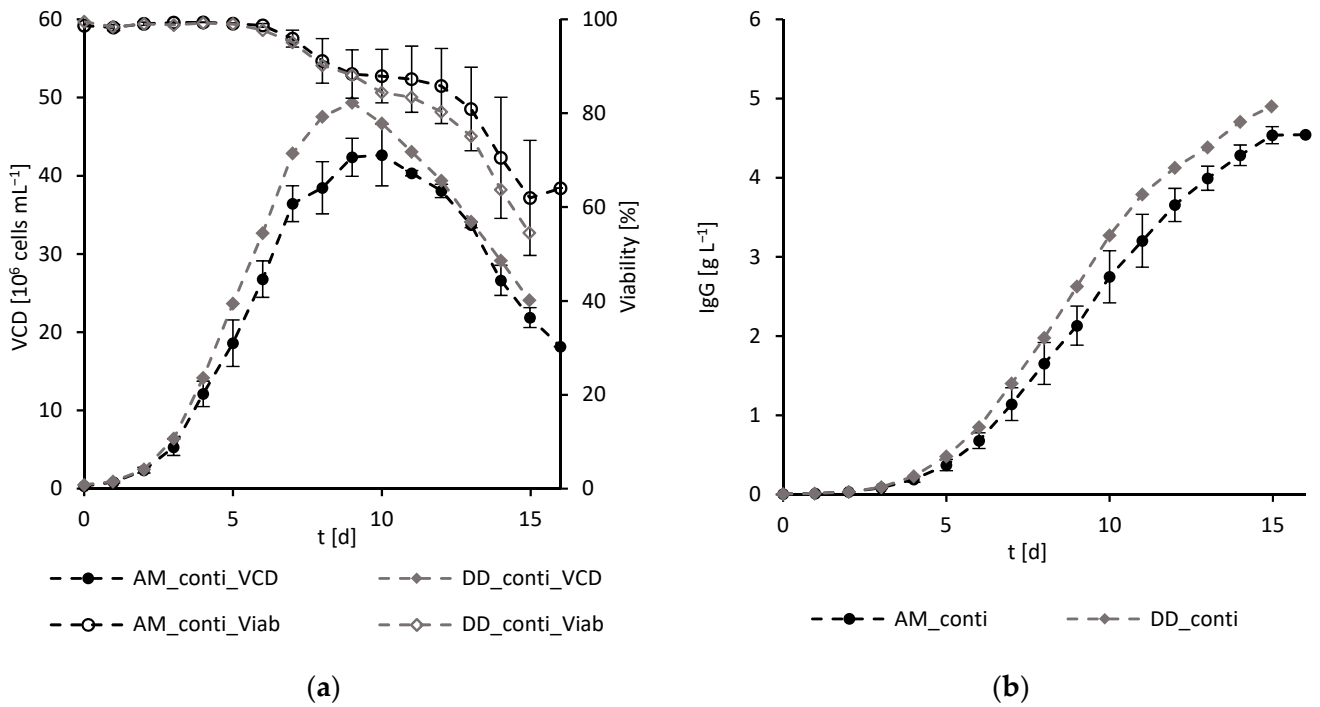 60
50
40
30
20
10
0
VCD [10⁶ cells mL⁻¹]
100
80
60
40
20
0
Viability [%]
0 5 10 15
t [d]
AM_conti_VCD DD_conti_VCD
AM_conti_Viab DD_conti_Viab
(a)
6
5
4
3
2
1
0
IgG [g L⁻¹]
0 5 10 15
t [d]
AM_conti DD_conti
(b)